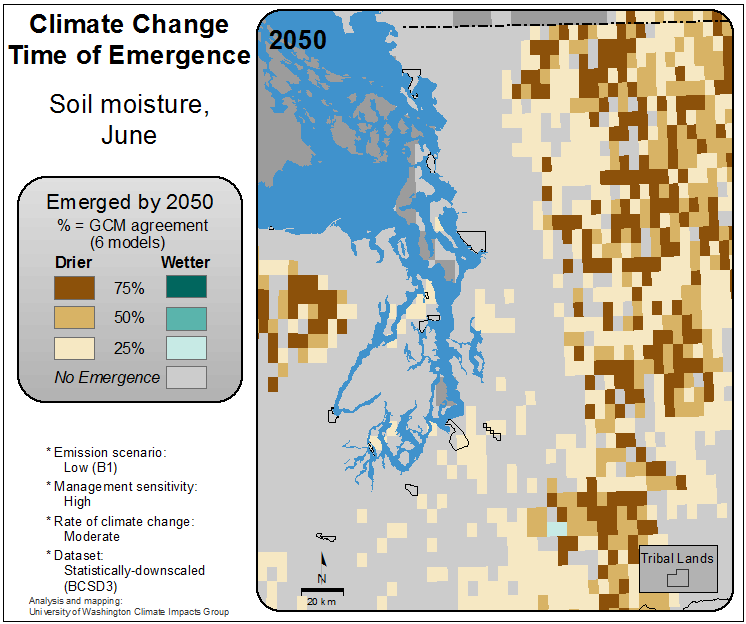 Climate Change
Time of Emergence
Soil moisture,
June
Emerged by 2050
% = GCM agreement
(6 models)
Drier Wetter
75%
50%
25%
No Emergence
* Emission scenario:
Low (B1)
* Management sensitivity:
High
* Rate of climate change:
Moderate
* Dataset:
Statistically-downscaled
(BCSD3)
Analysis and mapping:
University of Washington Climate Impacts Group
2050
N
20 km
Tribal Lands